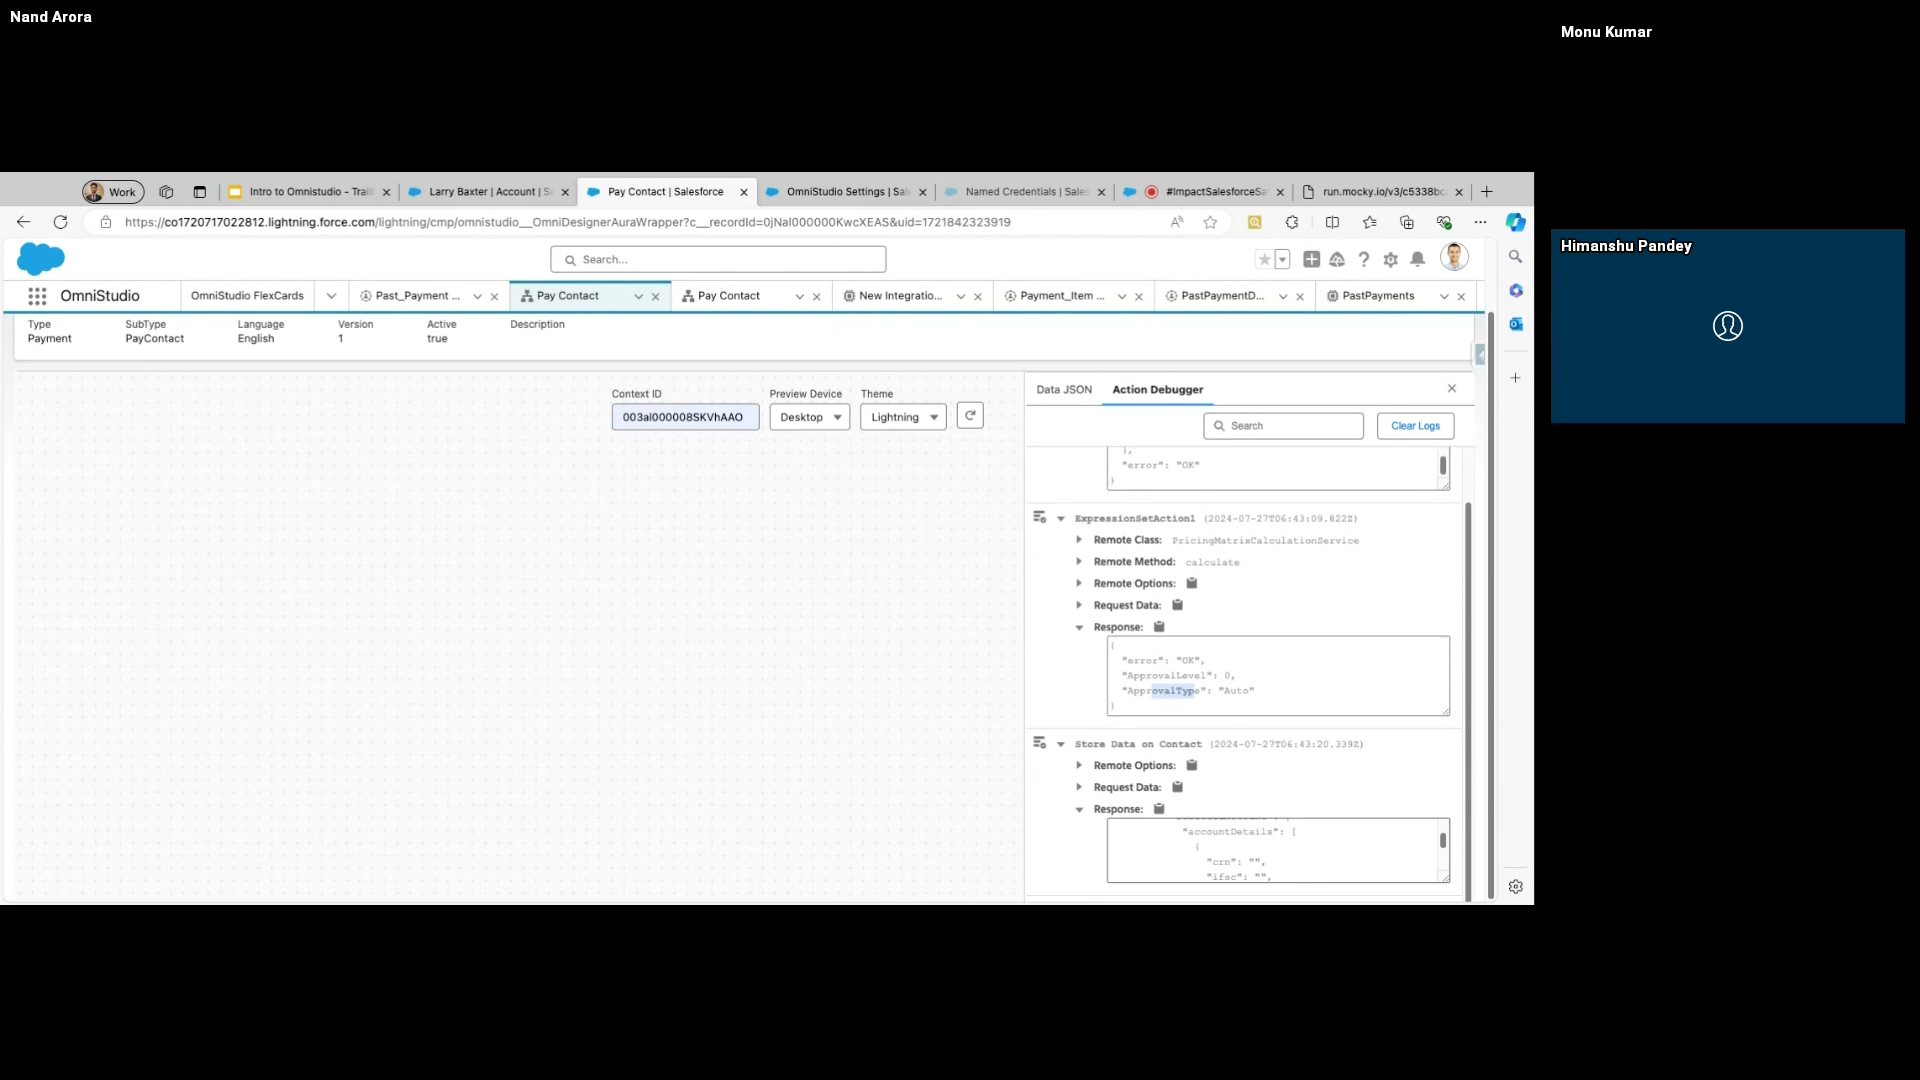 Nand Arora
Monu Kumar
Himanshu Pandey
Work
Intro to Omnistudio - Trail
Larry Baxter | Account | S
Pay Contact | Salesforce
OmniStudio Settings | Sal
Named Credentials | Sales
#ImpactSalesforceSa
run.mocky.io/v3/c5338bc
https://co1720717022812.lightning.force.com/lightning/cmp/omnistudio__OmniDesignerAuraWrapper?c__recordId=0jNal000000KwcXEAS&uid=1721842323919
Search...
OmniStudio
OmniStudio FlexCards
Past_Payment ...
Pay Contact
Pay Contact
New Integratio...
Payment_Item ...
PastPaymentD...
PastPayments
Type SubType Language Version Active Description
Payment PayContact English 1 true
Context ID Preview Device Theme
003al000008SKVhAAO Desktop Lightning
Data JSON Action Debugger
Search Clear Logs
},
"error": "OK"
}
ExpressionSetAction1 (2024-07-27T06:43:09.822Z)
Remote Class: PricingMatrixCalculationService
Remote Method: calculate
Remote Options:
Request Data:
Response:
{
"error": "OK",
"ApprovalLevel": 0,
"ApprovalType": "Auto"
}
Store Data on Contact (2024-07-27T06:43:20.339Z)
Remote Options:
Request Data:
Response:
"accountDetails": [
{
"crn": "",
"ifsc": "",